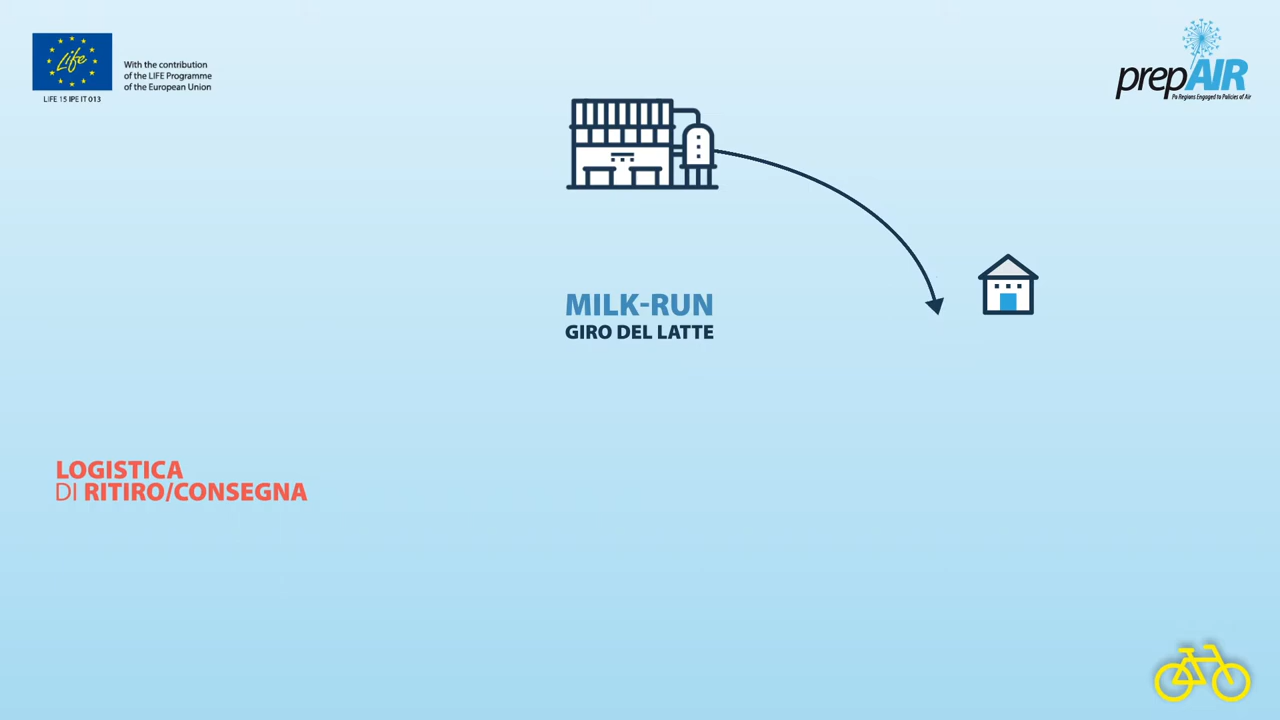 Life
LIFE 15 IPE IT 013
With the contribution
of the LIFE Programme
of the European Union
prepAIR
Po Regions Engaged to Policies of Air
MILK-RUN
GIRO DEL LATTE
LOGISTICA
DI RITIRO/CONSEGNA